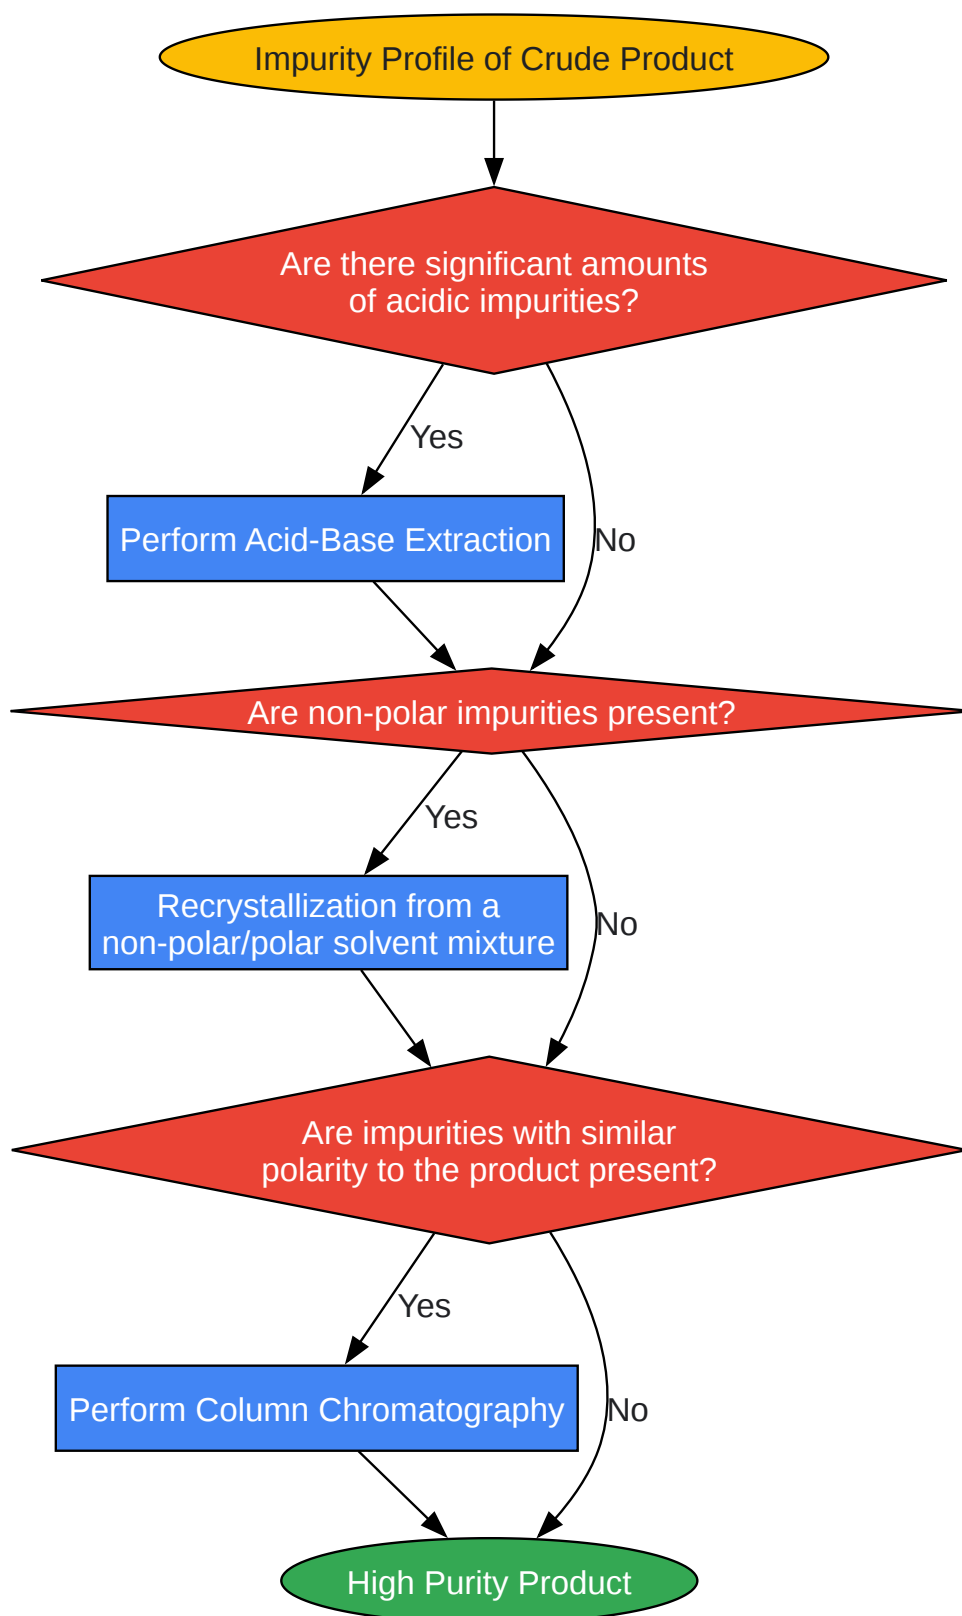 Impurity Profile of Crude Product
Are there significant amounts
of acidic impurities?
Yes
Perform Acid-Base Extraction
No
Are non-polar impurities present?
Yes
Recrystallization from a
non-polar/polar solvent mixture
No
Are impurities with similar
polarity to the product present?
Yes
Perform Column Chromatography
No
High Purity Product